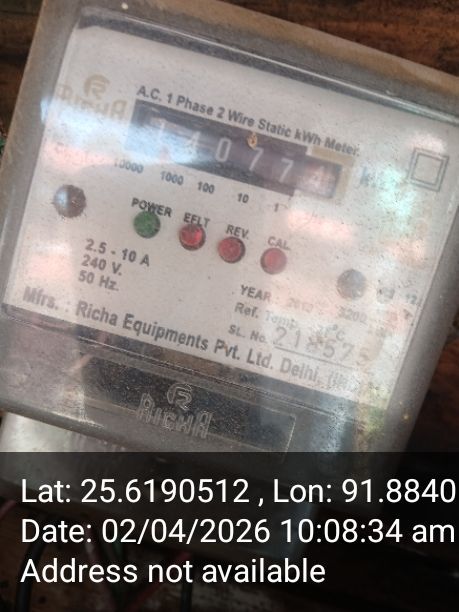 RICHA
A.C. 1 Phase 2 Wire Static kWh Meter
4077
10000 1000 100 10 1
POWER EFLT REV. CAL.
2.5 - 10 A
240 V.
50 Hz.
YEAR
Ref. Temp.
SL. No.
Mfrs. : Richa Equipments Pvt. Ltd. Delhi,
RICHA
Lat: 25.6190512 , Lon: 91.8840
Date: 02/04/2026 10:08:34 am
Address not available